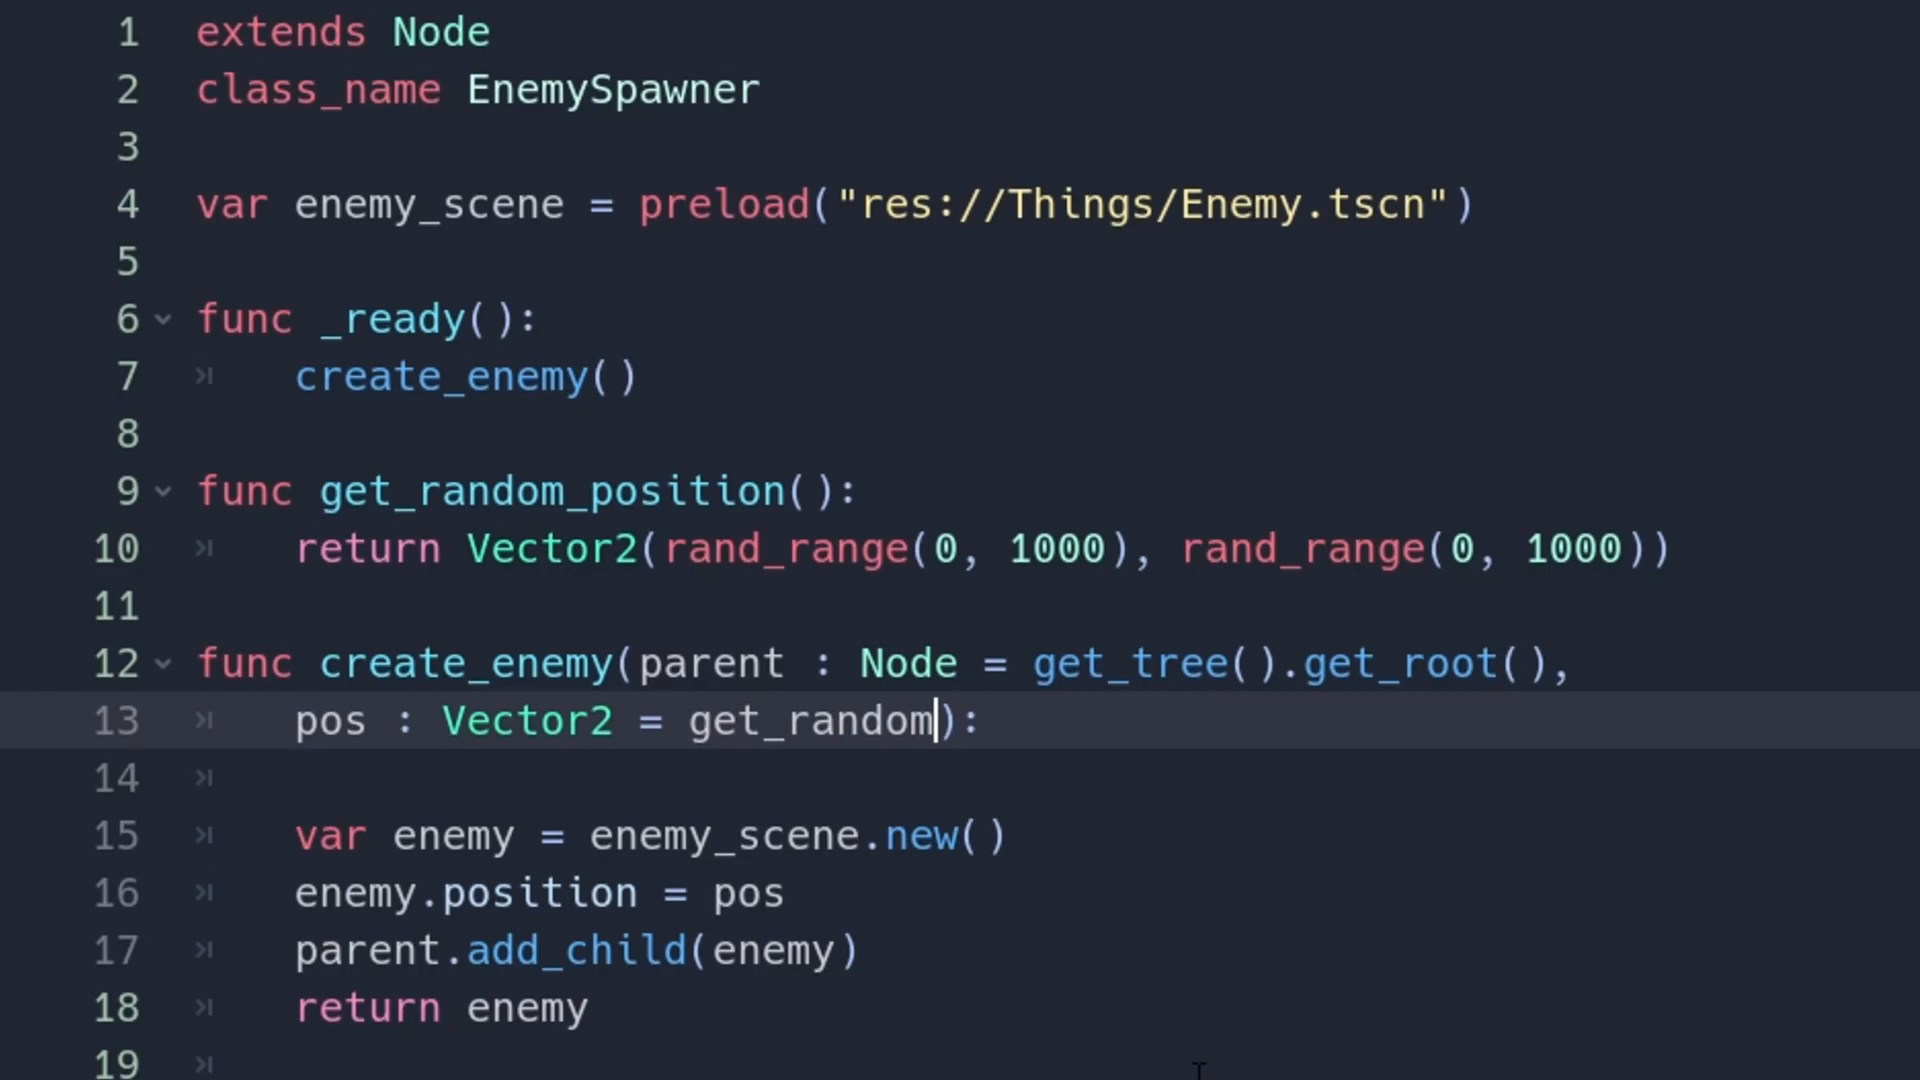 1 extends Node
2 class_name EnemySpawner
3
4 var enemy_scene = preload("res://Things/Enemy.tscn")
5
6 func _ready():
7 create_enemy()
8
9 func get_random_position():
10 return Vector2(rand_range(0, 1000), rand_range(0, 1000))
11
12 func create_enemy(parent : Node = get_tree().get_root(),
13 pos : Vector2 = get_random):
14
15 var enemy = enemy_scene.new()
16 enemy.position = pos
17 parent.add_child(enemy)
18 return enemy
19